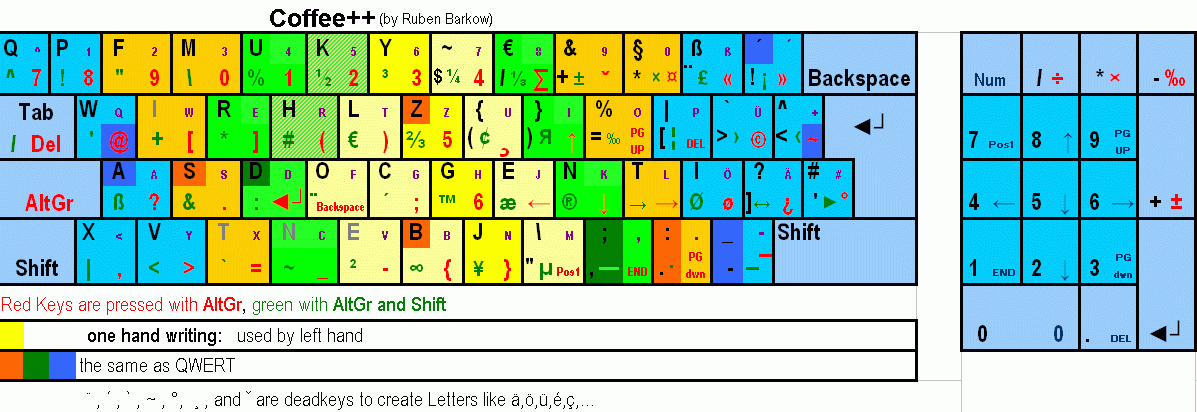 Coffee++ (by Ruben Barkow)
Q ^ P 1 F 2 M 3 U 4 K 5 Y 6 ~ 7 € 8 & 9 § 0 ß ß ´ ´
^ 7 ! 8 " 9 \ 0 % 1 ½ 2 ³ 3 $ ¼ 4 / ⅓ ∑ + ± ˇ * × ¤ ¨ £ « ! ¡ » Backspace
Tab W Q I W R E H R L T Z Z { U } I % O | P ` Ü ^ +
/ Del ' @ + [ * ] # ( € ) ⅔ 5 ( ¢ ¸ ) Я ↑ = ‰ PG UP [ ¦ DEL > › © < ‹ ~
A A S S D D O F C G G H E J N K T L I Ö ? Ä # #
AltGr ß ? & . : ◄┘ ¨ Backspace ´ ; ™ 6 æ ← ® ↓ → → Ø ø ] ↔ ¿ ' ► °
X < V Y T X N C E V B B J N \ M ; , : . _ - Shift
Shift | , < > ` = ~ _ ² - ∞ { ¥ } " µ Pos1 , — END . · PG dwn - –
Num / ÷ * × - ‰
7 Pos1 8 ↑ 9 PG UP
4 ← 5 ↓ 6 → + ±
1 END 2 ↓ 3 PG dwn
0 0 . DEL ◄┘
Red Keys are pressed with AltGr, green with AltGr and Shift
one hand writing: used by left hand
the same as QWERT
¨ , ´ , ` , ~ , °, ¸ , and ˇ are deadkeys to create Letters like ä,ö,ü,é,ç,...